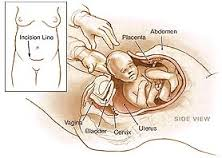 Incision Line
Placenta
Abdomen
Vagina
Bladder
Cervix
Uterus
SIDE VIEW